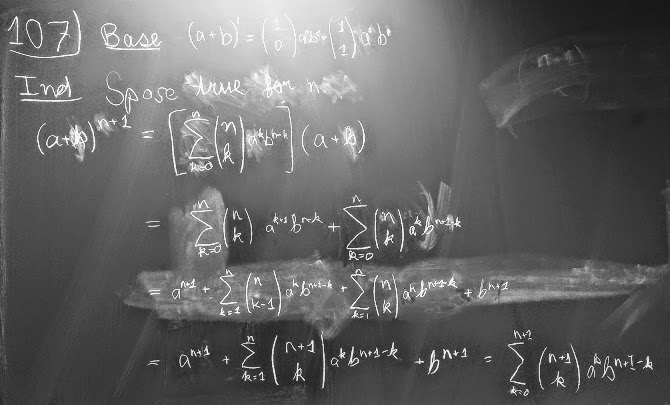 107) Base (a+b)^1 = \binom{1}{0} a^0 b^1 + \binom{1}{1} a^1 b^0
Ind Spose true for n
(a+b)^{n+1} = \left[ \sum_{k=0}^{n} \binom{n}{k} a^k b^{n-k} \right] (a+b)
= \sum_{k=0}^{n} \binom{n}{k} a^{k+1} b^{n-k} + \sum_{k=0}^{n} \binom{n}{k} a^k b^{n+1-k}
= a^{n+1} + \sum_{k=1}^{n} \binom{n}{k-1} a^k b^{n+1-k} + \sum_{k=1}^{n} \binom{n}{k} a^k b^{n+1-k} + b^{n+1}
= a^{n+1} + \sum_{k=1}^{n} \binom{n+1}{k} a^k b^{n+1-k} + b^{n+1} = \sum_{k=0}^{n+1} \binom{n+1}{k} a^k b^{n+1-k}